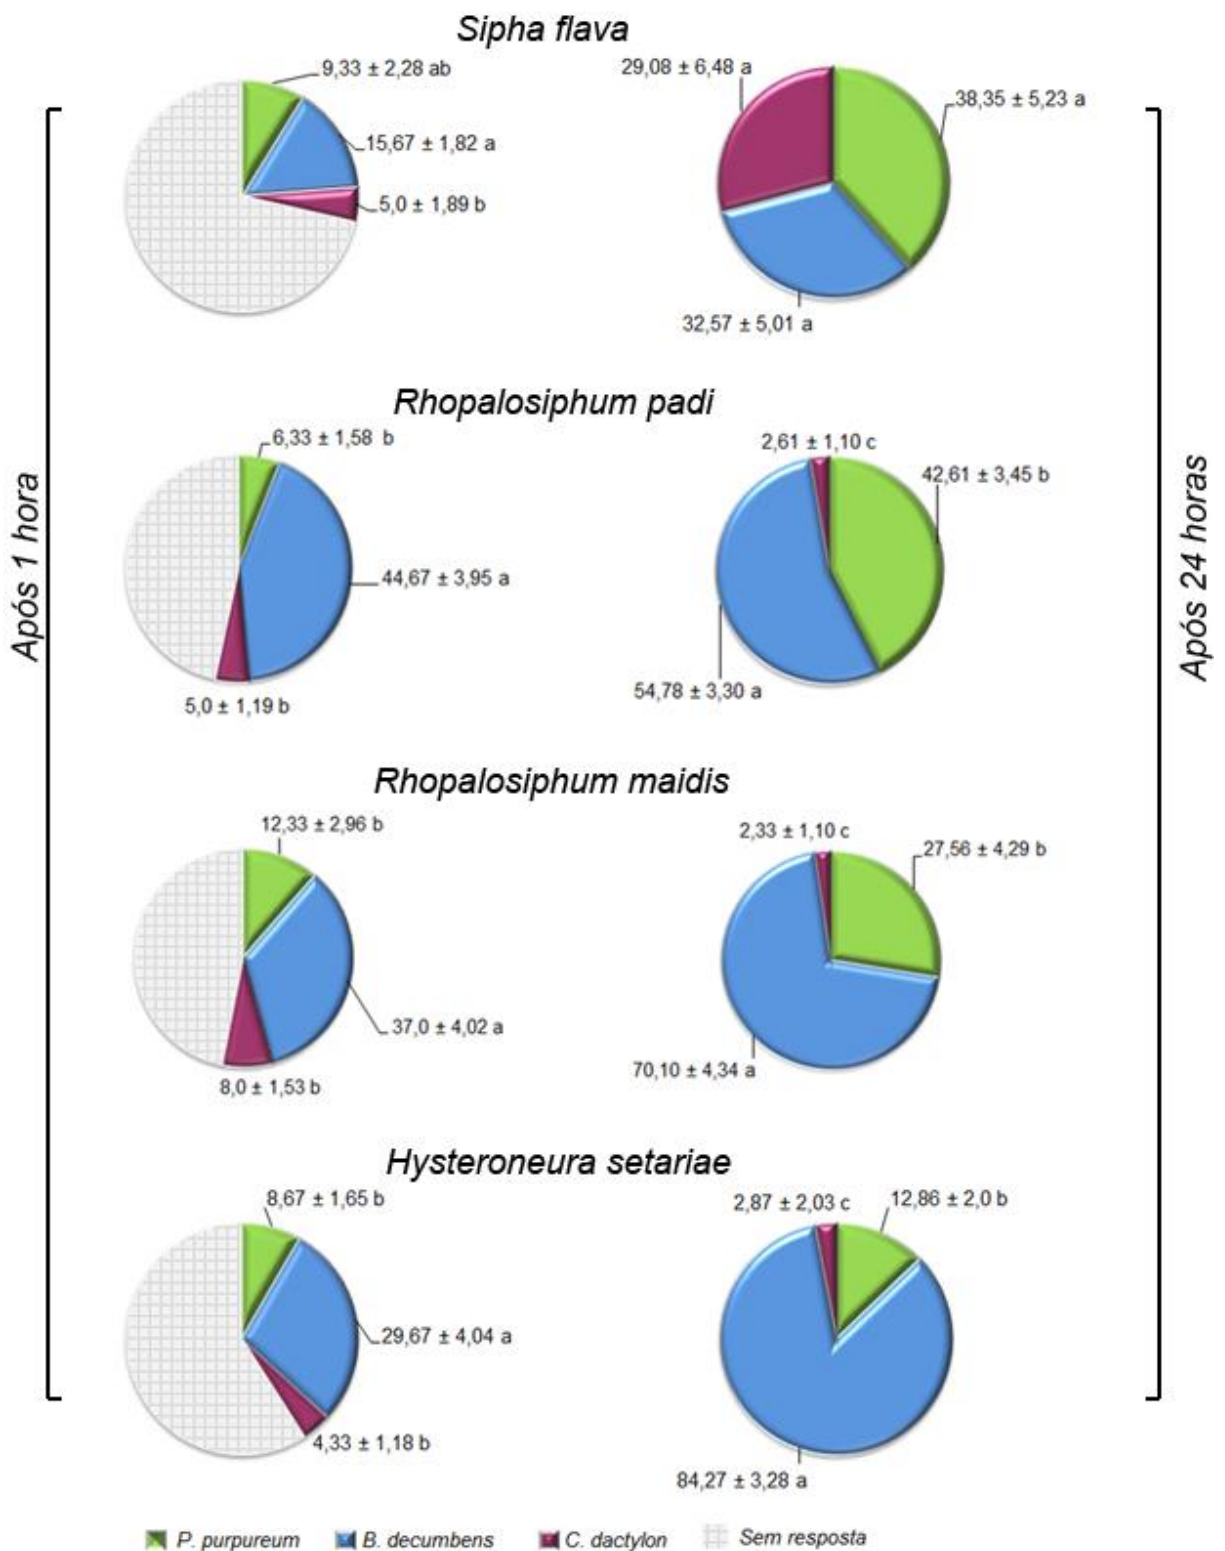 Sipha flava
9,33 ± 2,28 ab
15,67 ± 1,82 a
5,0 ± 1,89 b
29,08 ± 6,48 a
38,35 ± 5,23 a
32,57 ± 5,01 a
Rhopalosiphum padi
6,33 ± 1,58 b
44,67 ± 3,95 a
5,0 ± 1,19 b
2,61 ± 1,10 c
42,61 ± 3,45 b
54,78 ± 3,30 a
Após 1 hora
Após 24 horas
Rhopalosiphum maidis
12,33 ± 2,96 b
37,0 ± 4,02 a
8,0 ± 1,53 b
2,33 ± 1,10 c
27,56 ± 4,29 b
70,10 ± 4,34 a
Hysteroneura setariae
8,67 ± 1,65 b
29,67 ± 4,04 a
4,33 ± 1,18 b
2,87 ± 2,03 c
12,86 ± 2,0 b
84,27 ± 3,28 a
P. purpureum B. decumbens C. dactylon Sem resposta